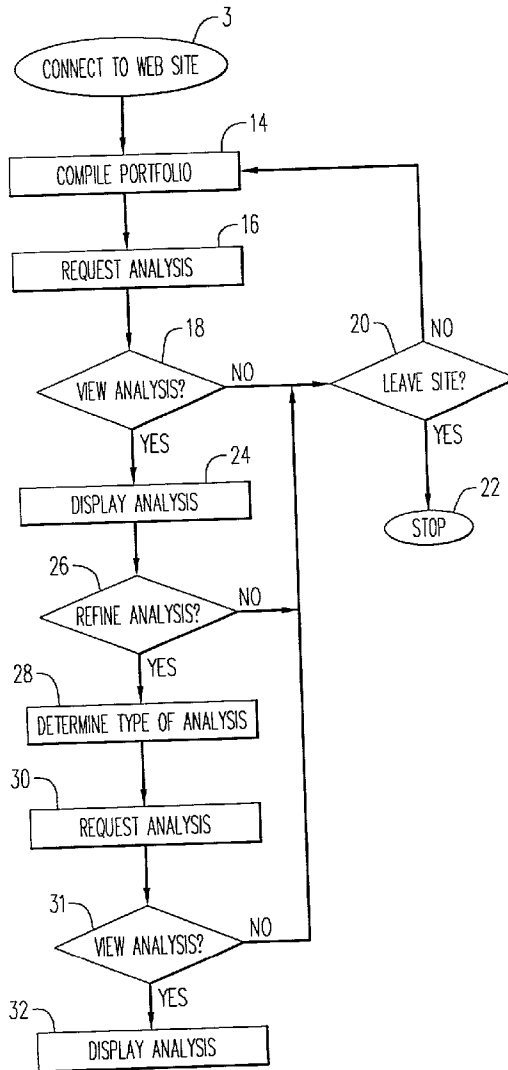 3
CONNECT TO WEB SITE
14
COMPILE PORTFOLIO
16
REQUEST ANALYSIS
18
VIEW ANALYSIS?
NO
YES
20
NO
LEAVE SITE?
YES
22
STOP
24
DISPLAY ANALYSIS
26
REFINE ANALYSIS?
NO
YES
28
DETERMINE TYPE OF ANALYSIS
30
REQUEST ANALYSIS
31
VIEW ANALYSIS?
NO
YES
32
DISPLAY ANALYSIS